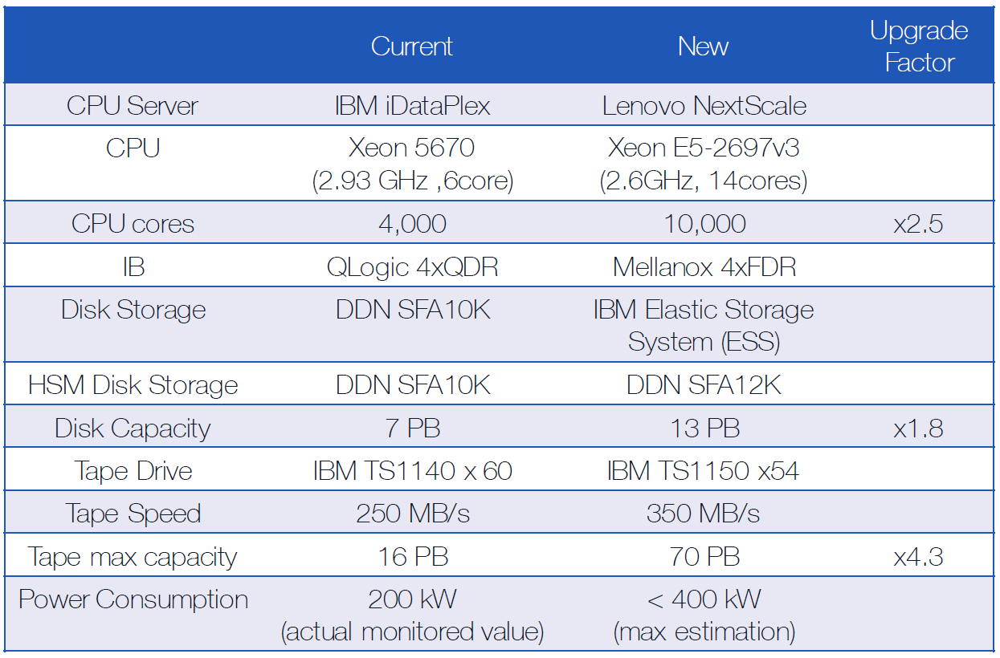 Current New Upgrade
Factor
CPU Server IBM iDataPlex Lenovo NextScale
CPU Xeon 5670 Xeon E5-2697v3
(2.93 GHz ,6core) (2.6GHz, 14cores)
CPU cores 4,000 10,000 x2.5
IB QLogic 4xQDR Mellanox 4xFDR
Disk Storage DDN SFA10K IBM Elastic Storage
System (ESS)
HSM Disk Storage DDN SFA10K DDN SFA12K
Disk Capacity 7 PB 13 PB x1.8
Tape Drive IBM TS1140 x 60 IBM TS1150 x54
Tape Speed 250 MB/s 350 MB/s
Tape max capacity 16 PB 70 PB x4.3
Power Consumption 200 kW < 400 kW
(actual monitored value) (max estimation)